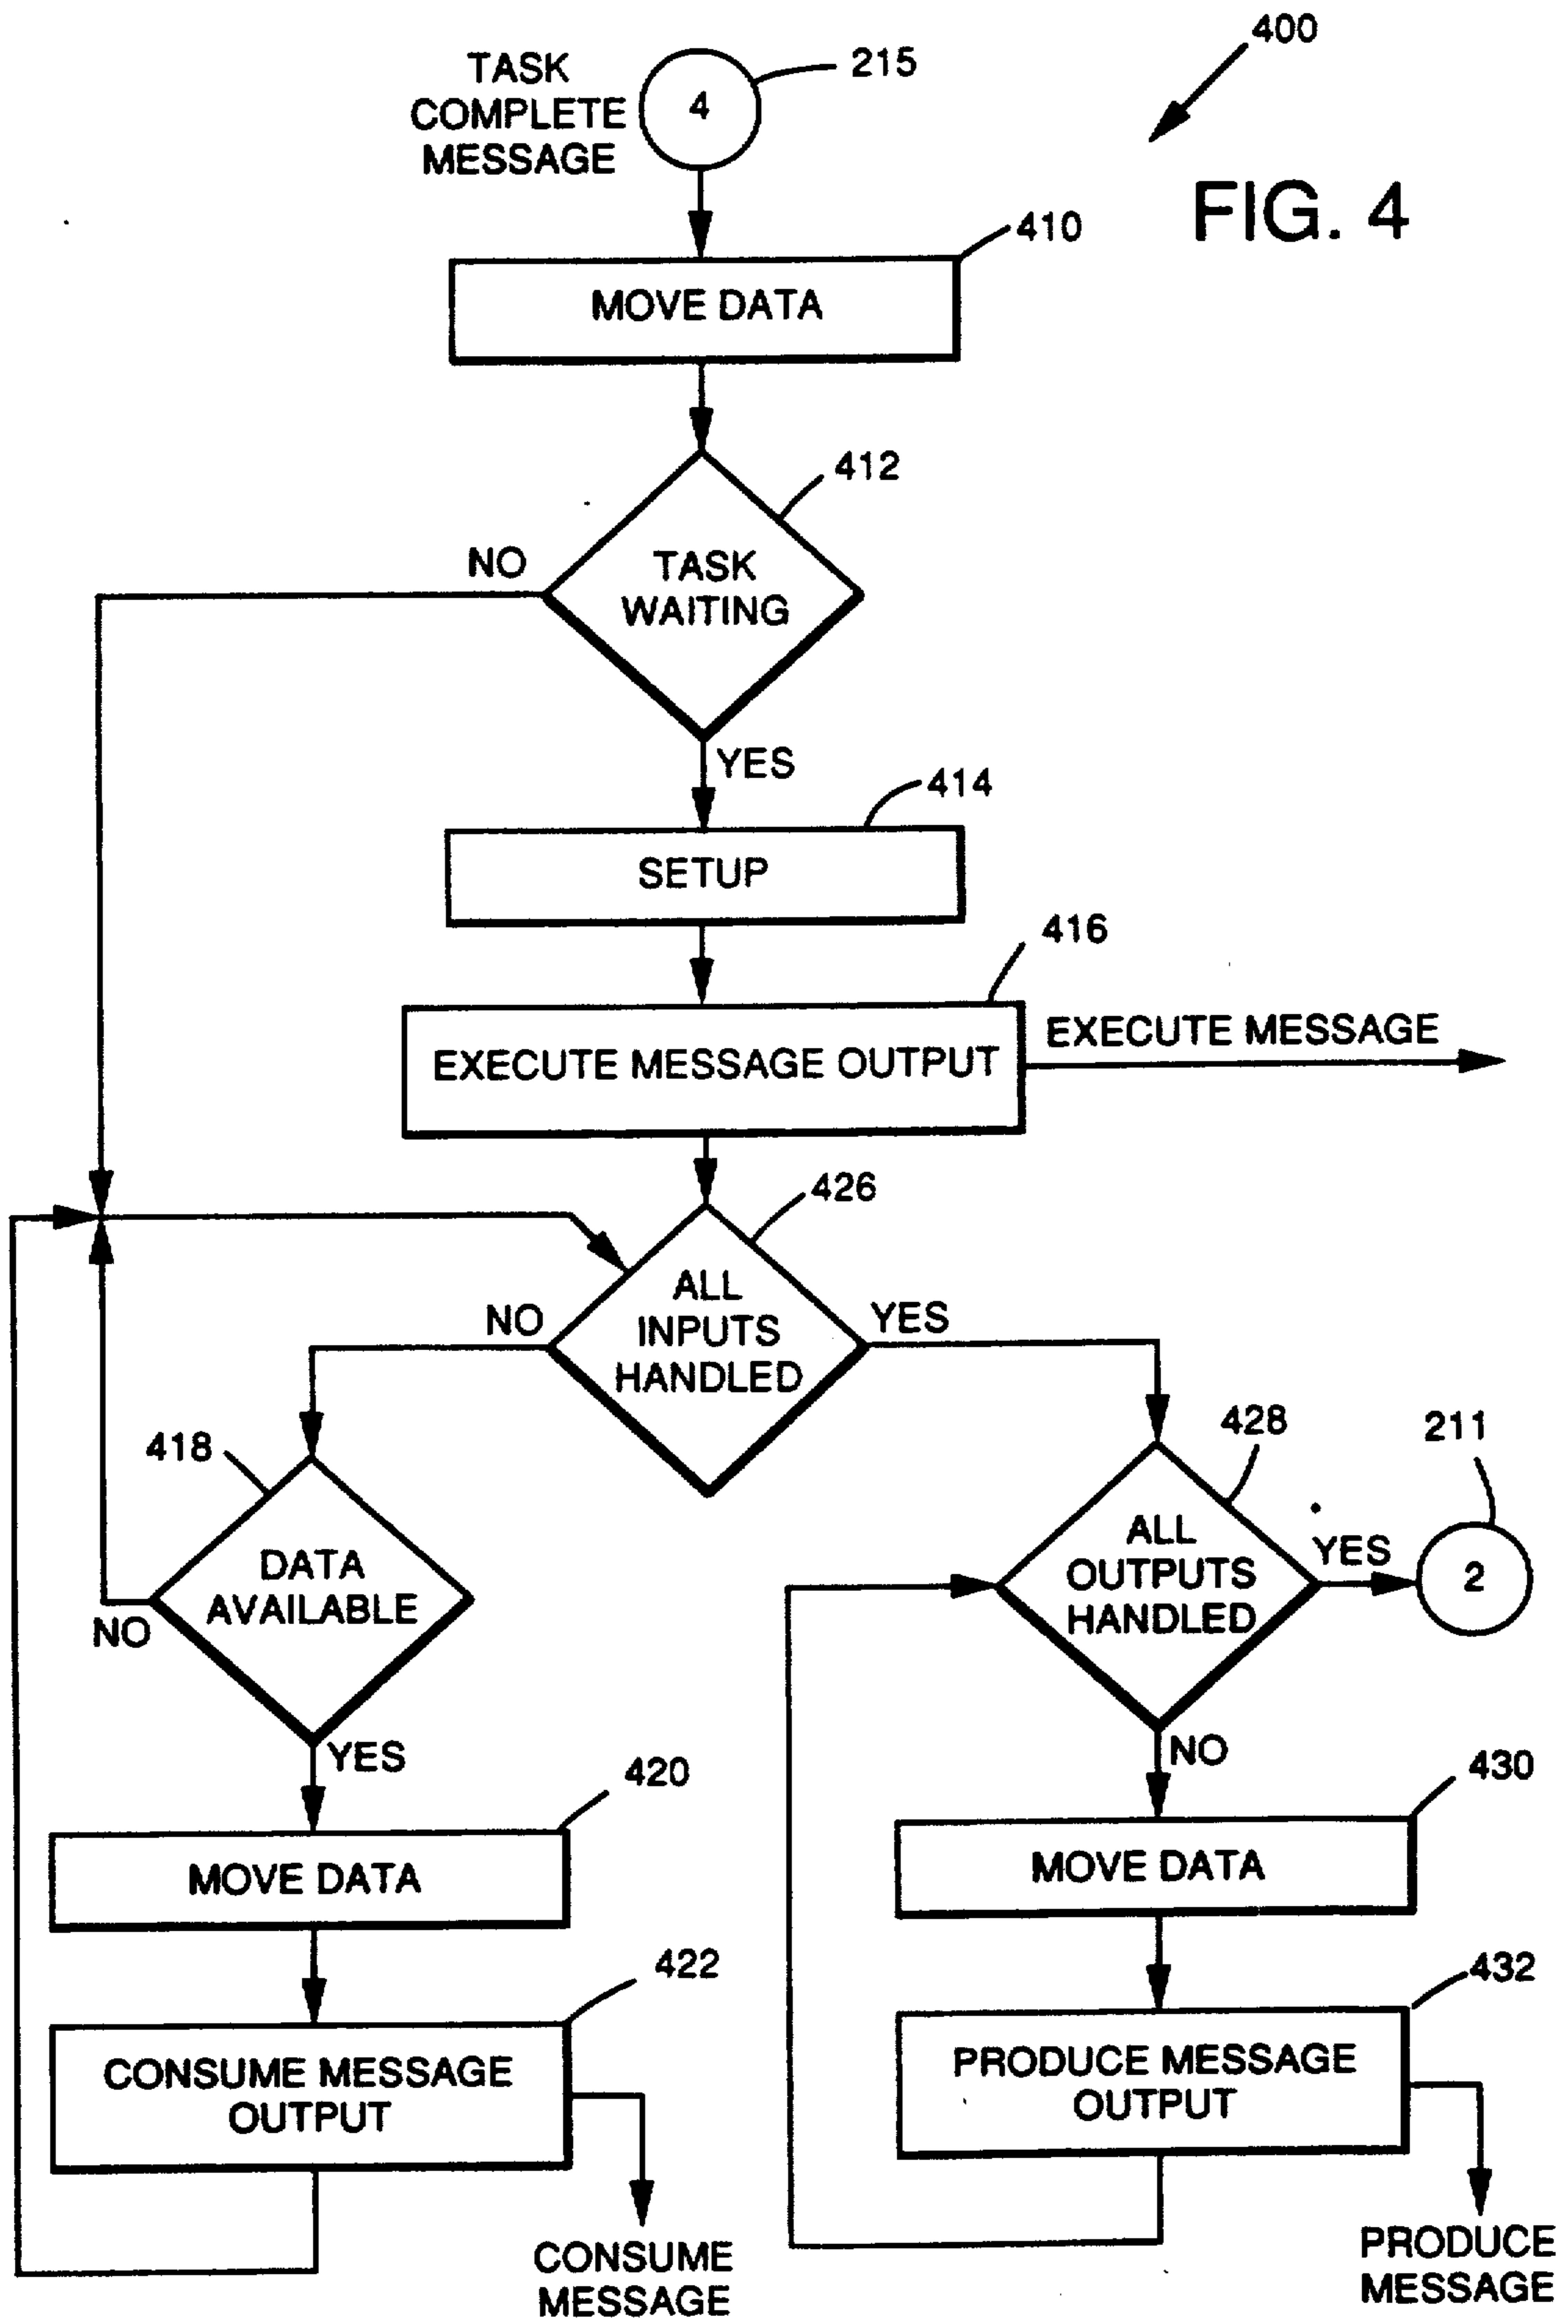 400
TASK
COMPLETE
MESSAGE
4
215
FIG. 4
410
MOVE DATA
412
NO
TASK
WAITING
YES
414
SETUP
416
EXECUTE MESSAGE OUTPUT
EXECUTE MESSAGE
426
NO
ALL
INPUTS
HANDLED
YES
418
428
211
DATA
AVAILABLE
NO
YES
ALL
OUTPUTS
HANDLED
YES
2
NO
420
MOVE DATA
430
MOVE DATA
422
CONSUME MESSAGE
OUTPUT
432
PRODUCE MESSAGE
OUTPUT
CONSUME
MESSAGE
PRODUCE
MESSAGE